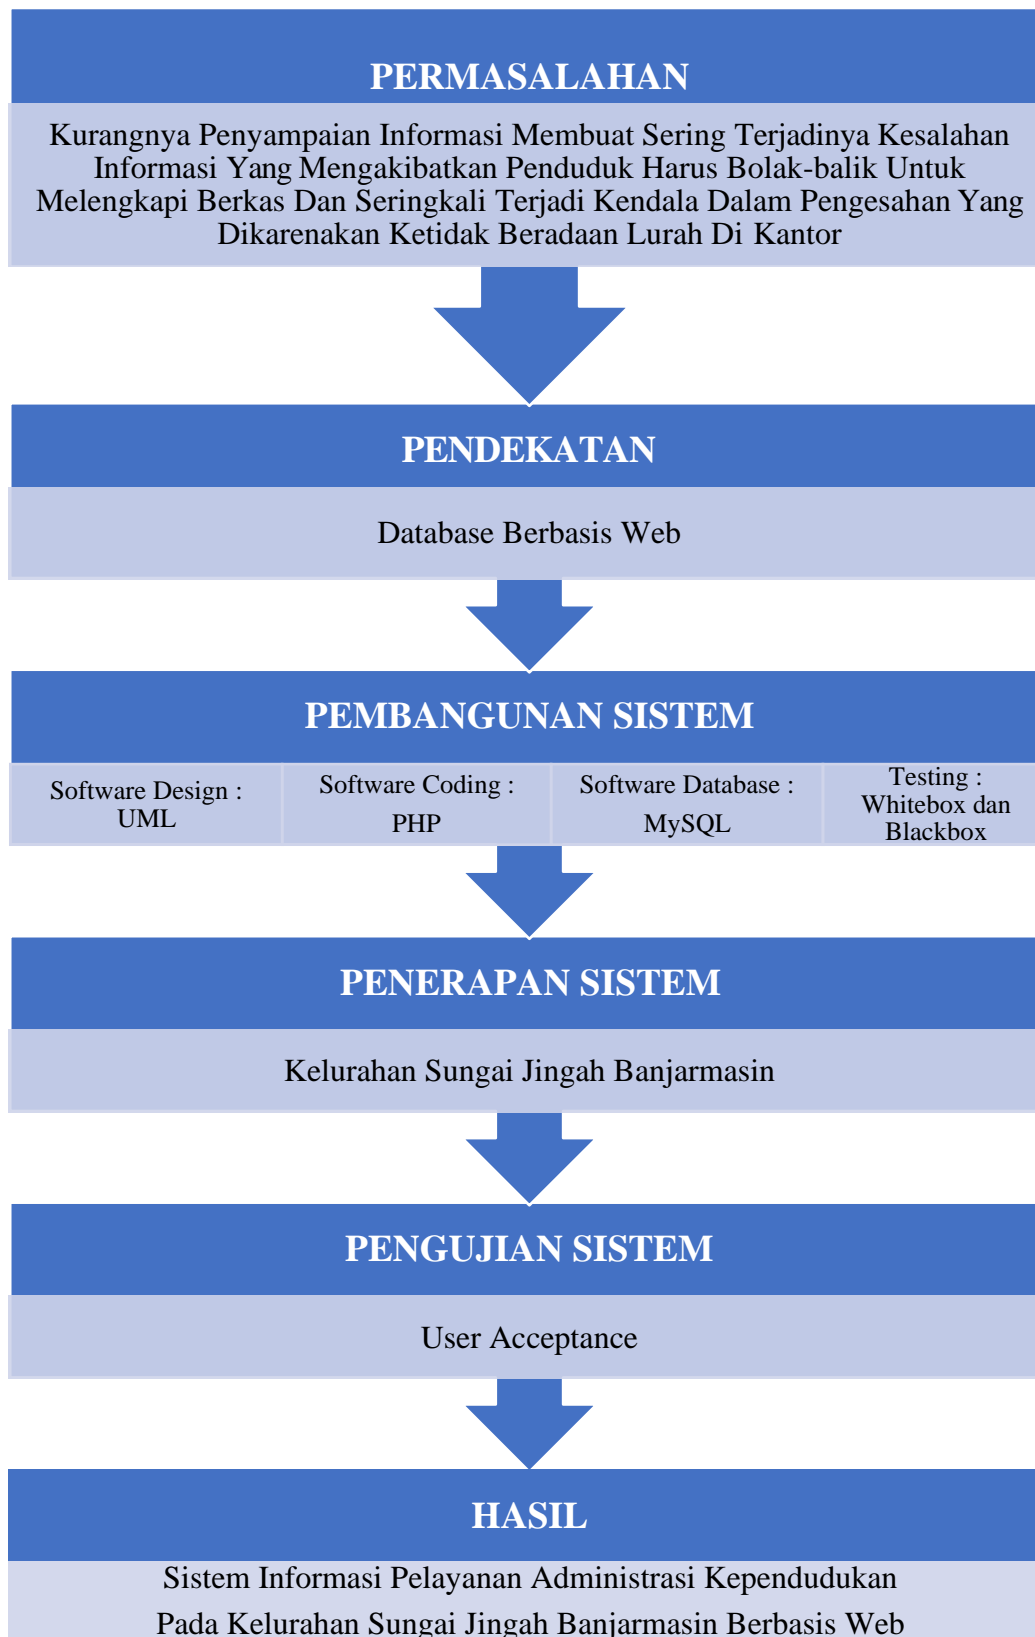 PERMASALAHAN
Kurangnya Penyampaian Informasi Membuat Sering Terjadinya Kesalahan
Informasi Yang Mengakibatkan Penduduk Harus Bolak-balik Untuk
Melengkapi Berkas Dan Seringkali Terjadi Kendala Dalam Pengesahan Yang
Dikarenakan Ketidak Beradaan Lurah Di Kantor
PENDEKATAN
Database Berbasis Web
PEMBANGUNAN SISTEM
Software Design :
UML
Software Coding :
PHP
Software Database :
MySQL
Testing :
Whitebox dan
Blackbox
PENERAPAN SISTEM
Kelurahan Sungai Jingah Banjarmasin
PENGUJIAN SISTEM
User Acceptance
HASIL
Sistem Informasi Pelayanan Administrasi Kependudukan
Pada Kelurahan Sungai Jingah Banjarmasin Berbasis Web